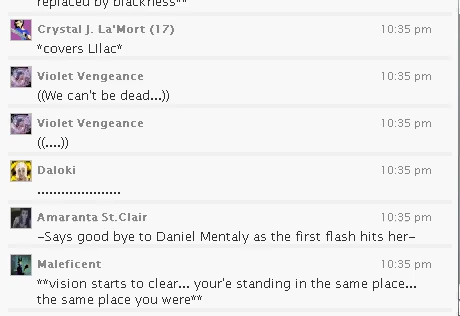 replaced by blackness**
Crystal J. La'Mort (17) 10:35 pm
*covers LIlac*
Violet Vengeance 10:35 pm
((We can't be dead...))
Violet Vengeance 10:35 pm
((....))
Daloki 10:35 pm
.....................
Amaranta St.Clair 10:35 pm
~Says good bye to Daniel Mentaly as the first flash hits her~
Maleficent 10:35 pm
**vision starts to clear... your'e standing in the same place...
the same place you were**